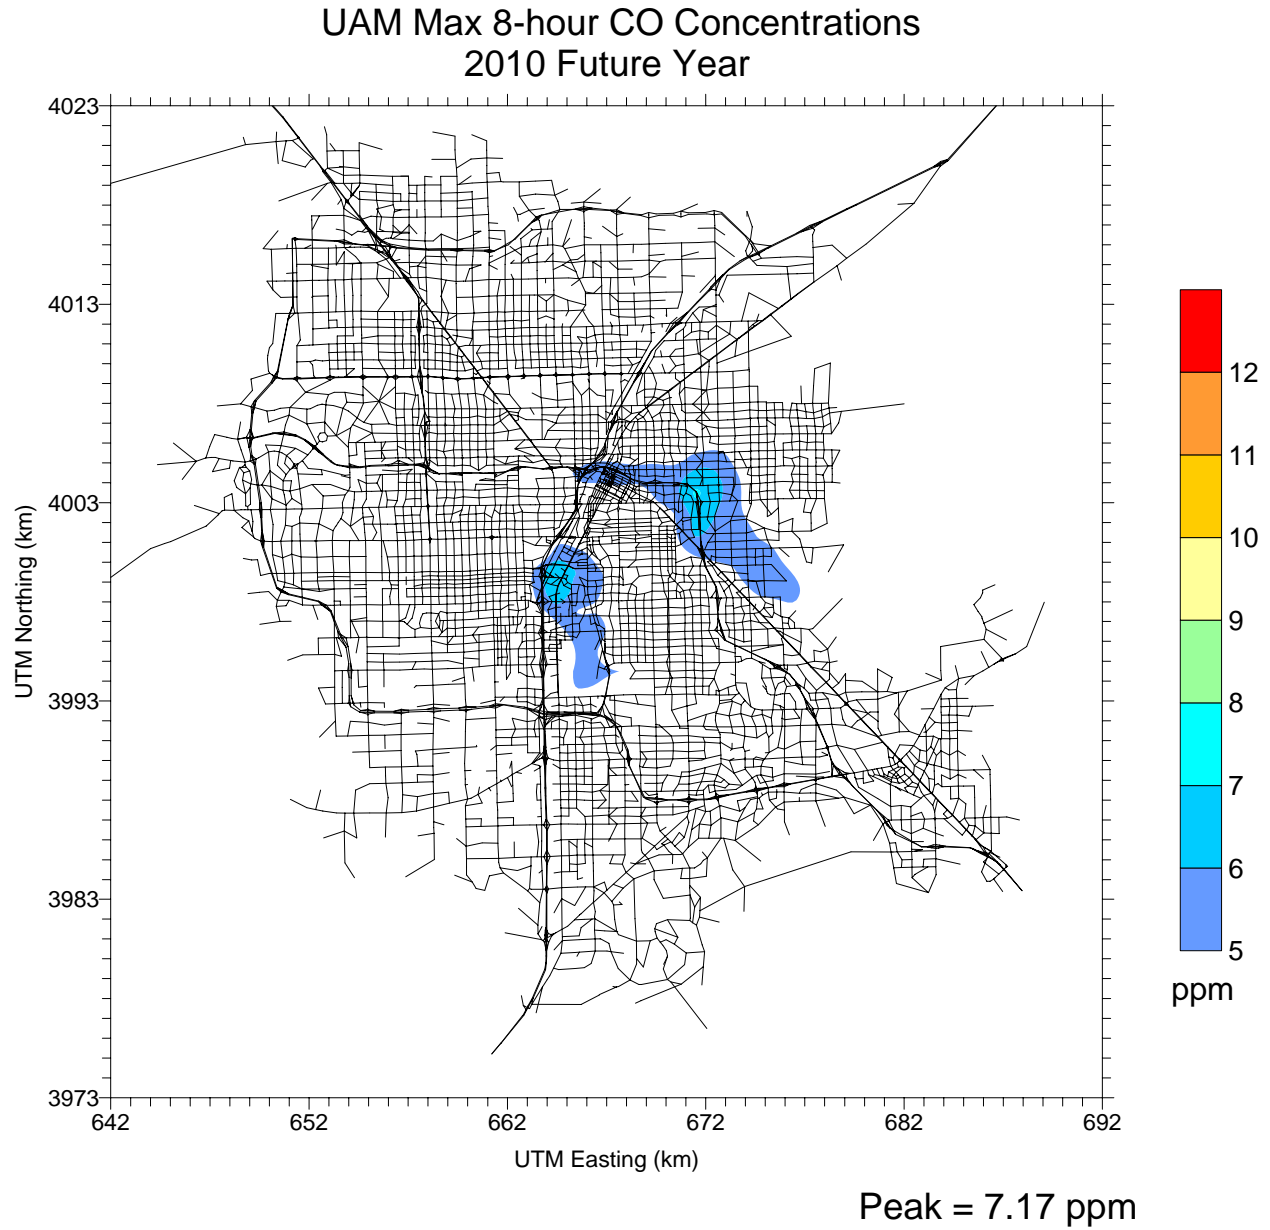 UAM Max 8-hour CO Concentrations
2010 Future Year
4023
4013
4003
3993
3983
3973
UTM Northing (km)
642 652 662 672 682 692
UTM Easting (km)
12
11
10
9
8
7
6
5
ppm
Peak = 7.17 ppm